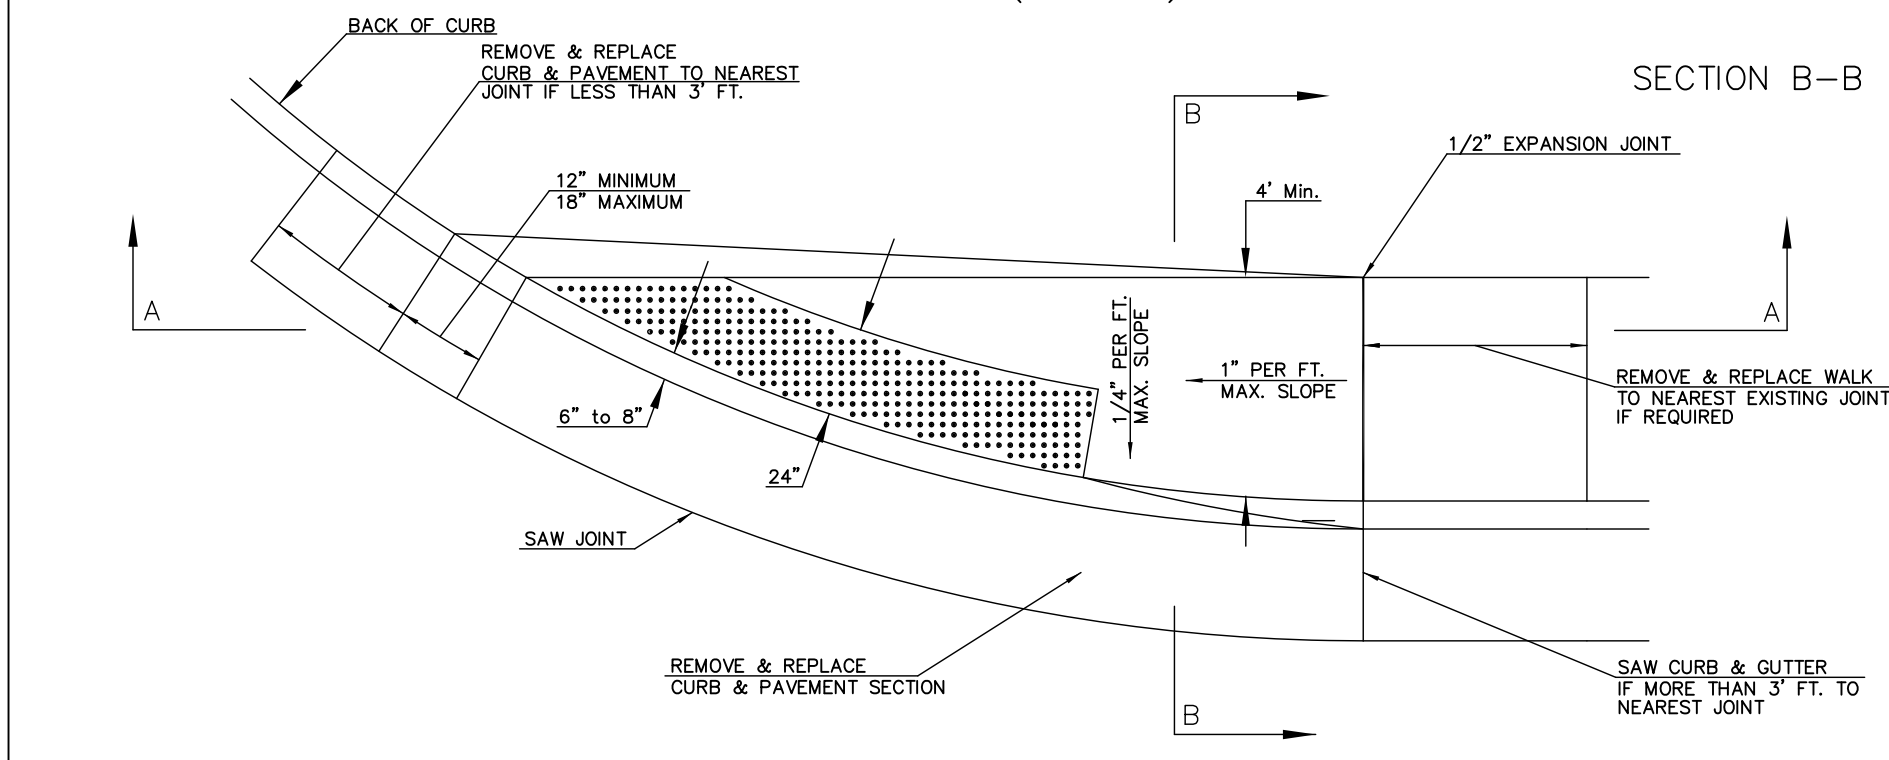 BACK OF CURB
REMOVE & REPLACE
CURB & PAVEMENT TO NEAREST
JOINT IF LESS THAN 3' FT.
SECTION B-B
B
1/2" EXPANSION JOINT
12" MINIMUM
18" MAXIMUM
4' Min.
A
A
1/4" PER FT.
MAX. SLOPE
1" PER FT.
MAX. SLOPE
REMOVE & REPLACE WALK
TO NEAREST EXISTING JOINT
IF REQUIRED
6" to 8"
24"
SAW JOINT
REMOVE & REPLACE
CURB & PAVEMENT SECTION
SAW CURB & GUTTER
IF MORE THAN 3' FT. TO
NEAREST JOINT
B